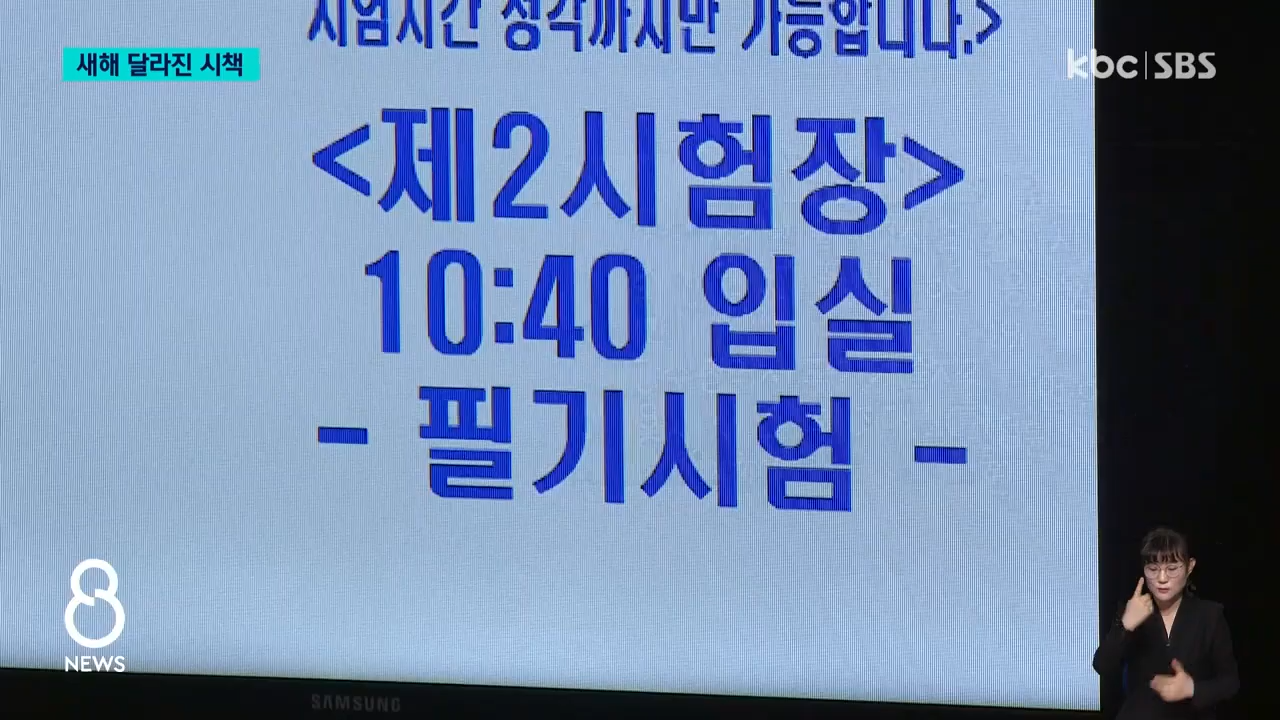 시험시간 정각까지만 가능합니다.>
새해 달라진 시책
kbc SBS
<제2시험장>
10:40 입실
- 필기시험 -
8
NEWS
SAMSUNG